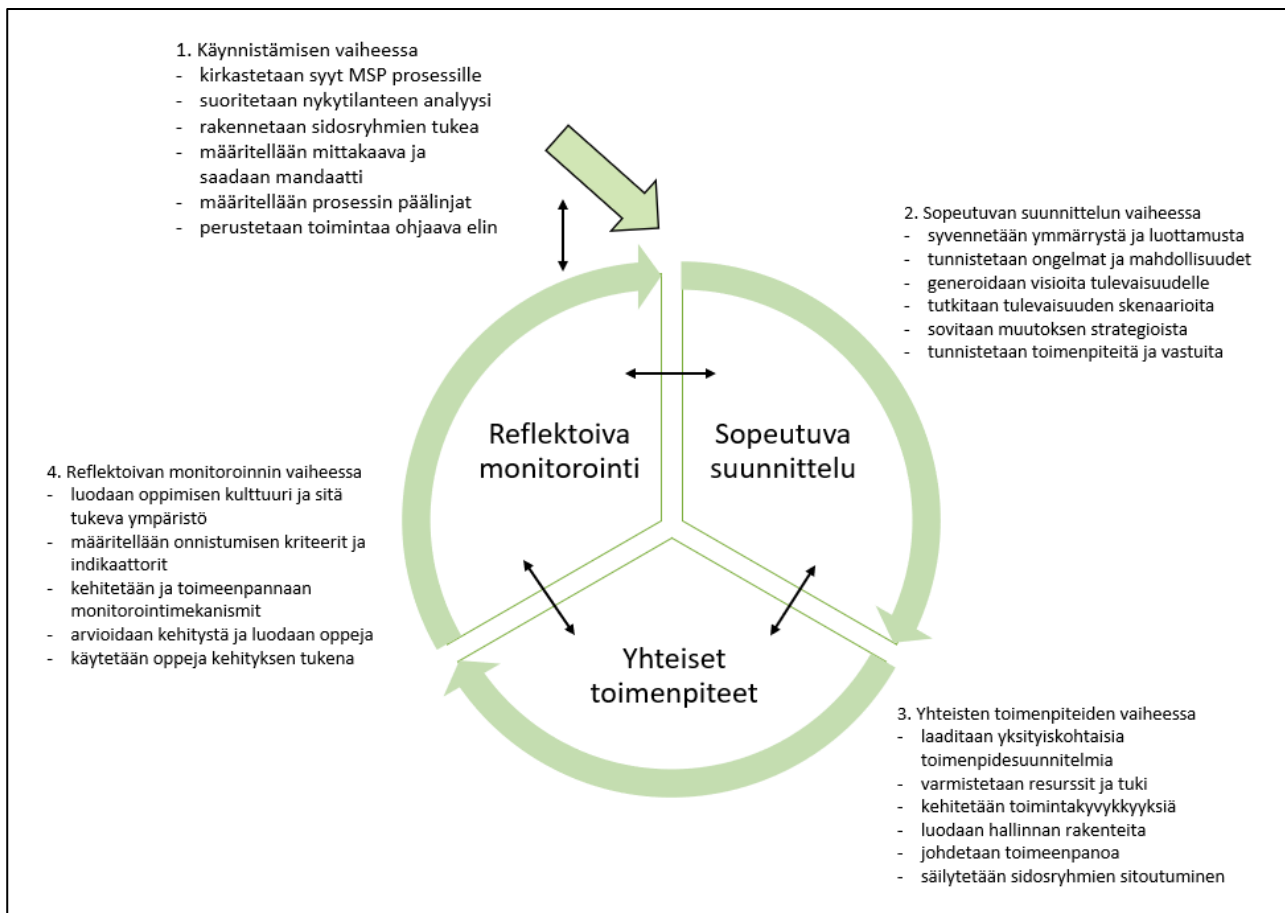 1. Käynnistämisen vaiheessa
- kirkastetaan syyt MSP prosessille
- suoritetaan nykytilanteen analyysi
- rakennetaan sidosryhmien tukea
- määritellään mittakaava ja
saadaan mandaatti
- määritellään prosessin päälinjat
- perustetaan toimintaa ohjaava elin
2. Sopeutuvan suunnittelun vaiheessa
- syvennetään ymmärrystä ja luottamusta
- tunnistetaan ongelmat ja mahdollisuudet
- generoidaan visioita tulevaisuudelle
- tutkitaan tulevaisuuden skenaarioita
- sovitaan muutoksen strategioista
- tunnistetaan toimenpiteitä ja vastuita
Reflektoiva
monitorointi
Sopeutuva
suunnittelu
Yhteiset
toimenpiteet
4. Reflektoivan monitoroinnin vaiheessa
- luodaan oppimisen kulttuuri ja sitä
tukeva ympäristö
- määritellään onnistumisen kriteerit ja
indikaattorit
- kehitetään ja toimeenpannaan
monitorointimekanismit
- arvioidaan kehitystä ja luodaan oppeja
- käytetään oppeja kehityksen tukena
3. Yhteisten toimenpiteiden vaiheessa
- laaditaan yksityiskohtaisia
toimenpidesuunnitelmia
- varmistetaan resurssit ja tuki
- kehitetään toimintakyvykkyyksiä
- luodaan hallinnan rakenteita
- johdetaan toimeenpanoa
- säilytetään sidosryhmien sitoutuminen